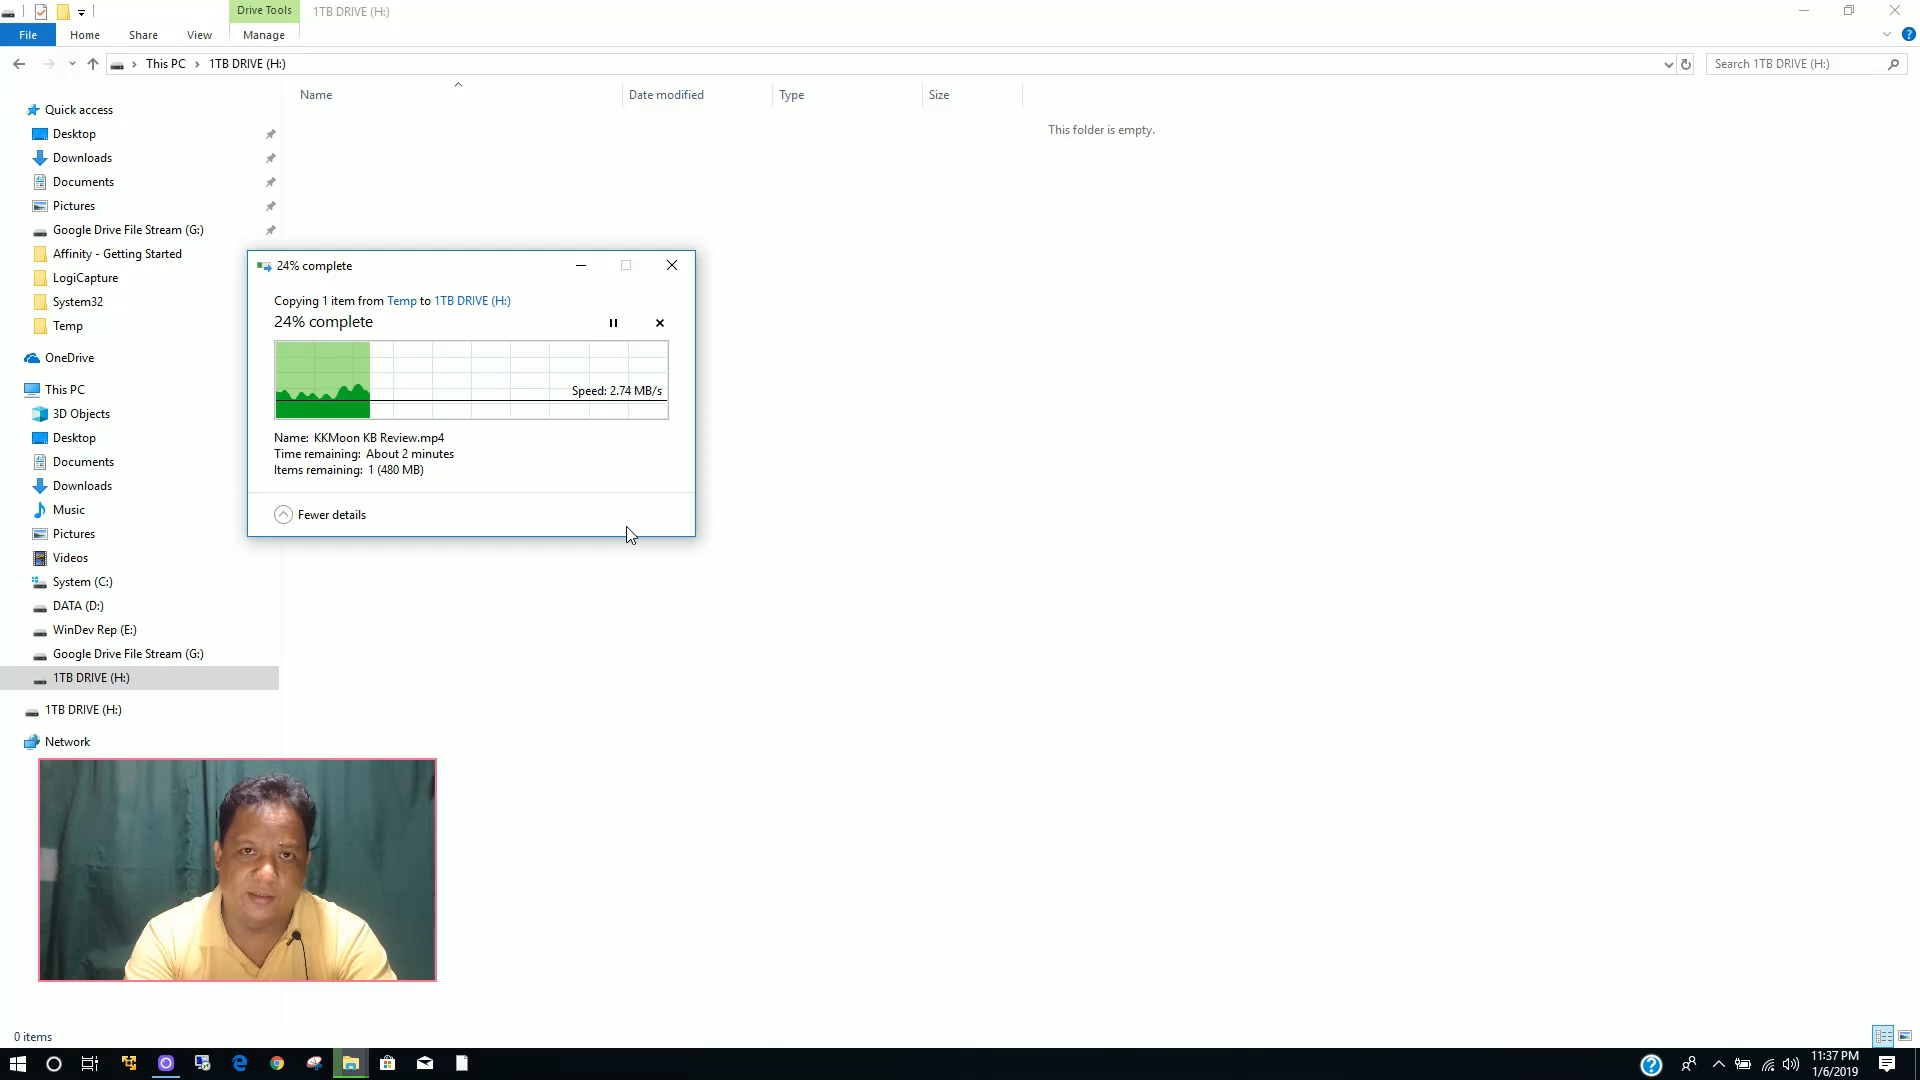 Drive Tools
1TB DRIVE (H:)
File
Home
Share
View
Manage
This PC
1TB DRIVE (H:)
Search 1TB DRIVE (H:)
Name
Date modified
Type
Size
This folder is empty.
Quick access
Desktop
Downloads
Documents
Pictures
Google Drive File Stream (G:)
Affinity - Getting Started
LogiCapture
System32
Temp
OneDrive
This PC
3D Objects
Desktop
Documents
Downloads
Music
Pictures
Videos
System (C:)
DATA (D:)
WinDev Rep (E:)
Google Drive File Stream (G:)
1TB DRIVE (H:)
1TB DRIVE (H:)
Network
24% complete
Copying 1 item from Temp to 1TB DRIVE (H:)
24% complete
Speed: 2.74 MB/s
Name: KKMoon KB Review.mp4
Time remaining: About 2 minutes
Items remaining: 1 (480 MB)
Fewer details
0 items
11:37 PM
1/6/2019